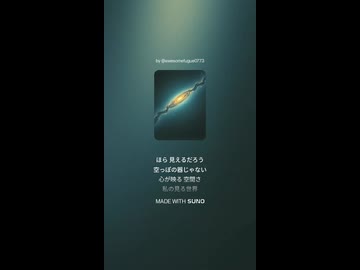 by @awesomefugue0773
ほら 見えるだろう
空っぽの器じゃない
心が映る 空間さ
私の見る世界
MADE WITH SUNO